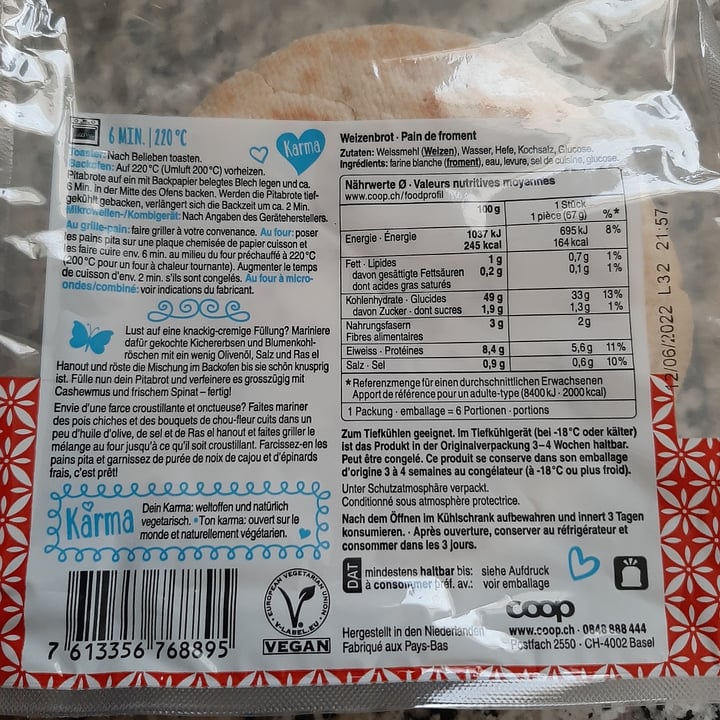 6 MIN. | 220°C
Karma
Toaster: Nach Belieben toasten.
Backofen: Auf 220°C (Umluft 200°C) vorheizen.
Pitabrote auf ein mit Backpapier belegtes Blech legen und ca.
6 Min. in der Mitte des Ofens backen. Werden die Pitabrote tief-
gekühlt gebacken, verlängert sich die Backzeit um ca. 2 Min.
Mikrowellen-/Kombigerät: Nach Angaben des Geräteherstellers.
Au grille-pain: faire griller à votre convenance. Au four: poser
les pains pita sur une plaque chemisée de papier cuisson et
les faire cuire env. 6 min. au milieu du four préchauffé à 220°C
(200°C pour un four à chaleur tournante). Augmenter le temps
de cuisson d'env. 2 min. s'ils sont congelés. Au four à micro-
ondes/combiné: voir indications du fabricant.
Lust auf eine knackig-cremige Füllung? Mariniere
dafür gekochte Kichererbsen und Blumenkohl-
röschen mit ein wenig Olivenöl, Salz und Ras el
Hanout und röste die Mischung im Backofen bis sie schön knusprig
ist. Fülle nun dein Pitabrot und verfeinere es grosszügig mit
Cashewmus und frischem Spinat – fertig!
Envie d'une farce croustillante et onctueuse? Faites mariner
des pois chiches et des bouquets de chou-fleur cuits dans un
peu d'huile d'olive, de sel et de Ras el hanout et faites griller le
mélange au four jusqu'à ce qu'il soit croustillant. Farcissez-en les
pains pita et garnissez de purée de noix de cajou et d'épinards
frais, c'est prêt!
Karma
Dein Karma: weltoffen und natürlich
vegetarisch. • Ton karma: ouvert sur le
monde et naturellement végétarien.
7 613356 768895
EUROPEAN VEGETARIAN UNION
V-LABEL.EU
VEGAN
Weizenbrot · Pain de froment
Zutaten: Weissmehl (Weizen), Wasser, Hefe, Kochsalz, Glucose.
Ingrédients: farine blanche (froment), eau, levure, sel de cuisine, glucose.
Nährwerte Ø · Valeurs nutritives moyennes
www.coop.ch/foodprofil
100 g 1 Stück 1 pièce (67 g) %*
Energie · Énergie 1037 kJ 695 kJ 8%
245 kcal 164 kcal
Fett · Lipides 1 g 0,7 g 1%
davon gesättigte Fettsäuren 0,2 g 0,1 g 1%
dont acides gras saturés
Kohlenhydrate · Glucides 49 g 33 g 13%
davon Zucker · dont sucres 1,9 g 1,3 g 1%
Nahrungsfasern 3 g 2 g
Fibres alimentaires
Eiweiss · Protéines 8,4 g 5,6 g 11%
Salz · Sel 0,9 g 0,6 g 10%
* Referenzmenge für einen durchschnittlichen Erwachsenen
Apport de référence pour un adulte-type (8400 kJ · 2000 kcal)
1 Packung · emballage = 6 Portionen · portions
Zum Tiefkühlen geeignet. Im Tiefkühlgerät (bei -18°C oder kälter)
ist das Produkt in der Originalverpackung 3–4 Wochen haltbar.
Peut être congelé. Ce produit se conserve dans son emballage
d'origine 3 à 4 semaines au congélateur (à -18°C ou plus froid).
Unter Schutzatmosphäre verpackt.
Conditionné sous atmosphère protectrice.
Nach dem Öffnen im Kühlschrank aufbewahren und innert 3 Tagen
konsumieren. · Après ouverture, conserver au réfrigérateur et
consommer dans les 3 jours.
DAT
mindestens haltbar bis: siehe Aufdruck
à consommer préf. av.: voir emballage
coop
Hergestellt in den Niederlanden
Fabriqué aux Pays-Bas
www.coop.ch · 0848 888 444
Postfach 2550 · CH-4002 Basel
12/06/2022 L32 21:57